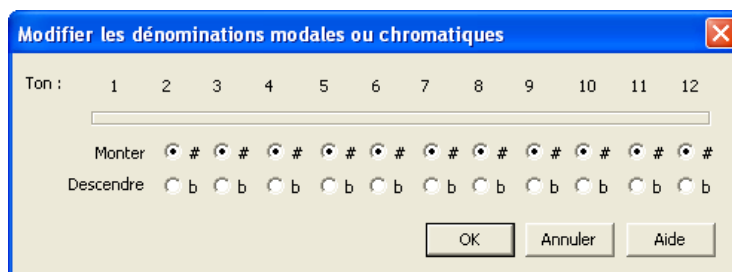 Modifier les dénominations modales ou chromatiques
Ton : 1 2 3 4 5 6 7 8 9 10 11 12
Monter # # # # # # # # # # #
Descendre b b b b b b b b b b b
OK Annuler Aide